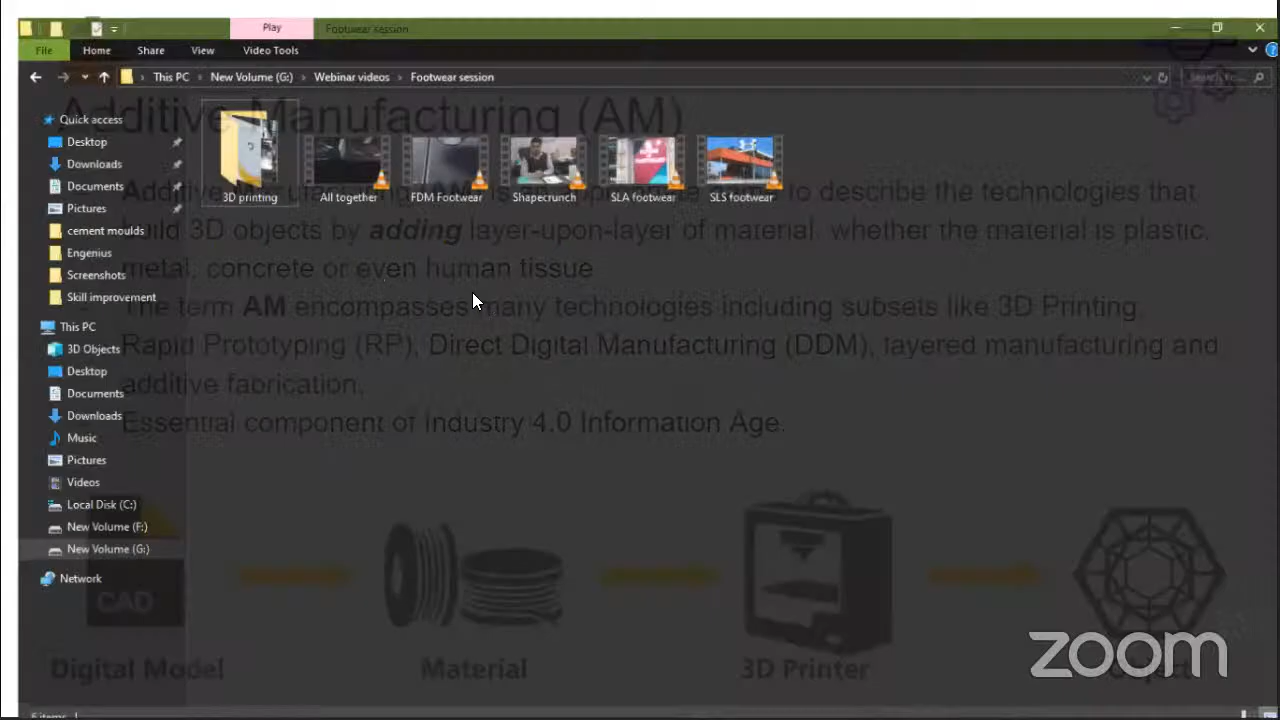 Play
Footwear session
File Home Share View Video Tools
This PC > New Volume (G:) > Webinar videos > Footwear session
Quick access
Desktop
Downloads
Documents
Pictures
cement moulds
Engenius
Screenshots
Skill improvement
This PC
3D Objects
Desktop
Documents
Downloads
Music
Pictures
Videos
Local Disk (C:)
New Volume (F:)
New Volume (G:)
Network
3D printing
All together
FDM Footwear
Shapecrunch
SLA footwear
SLS footwear
Additive Manufacturing (AM)
to describe the technologies that
build 3D objects by adding layer-upon-layer of material, whether the material is plastic,
metal, concrete or even human tissue
The term AM encompasses many technologies including subsets like 3D Printing,
Rapid Prototyping (RP), Direct Digital Manufacturing (DDM), layered manufacturing and
additive fabrication.
Essential component of Industry 4.0 Information Age.
CAD
Digital Model
Material
3D Printer
Object
zoom
6 items